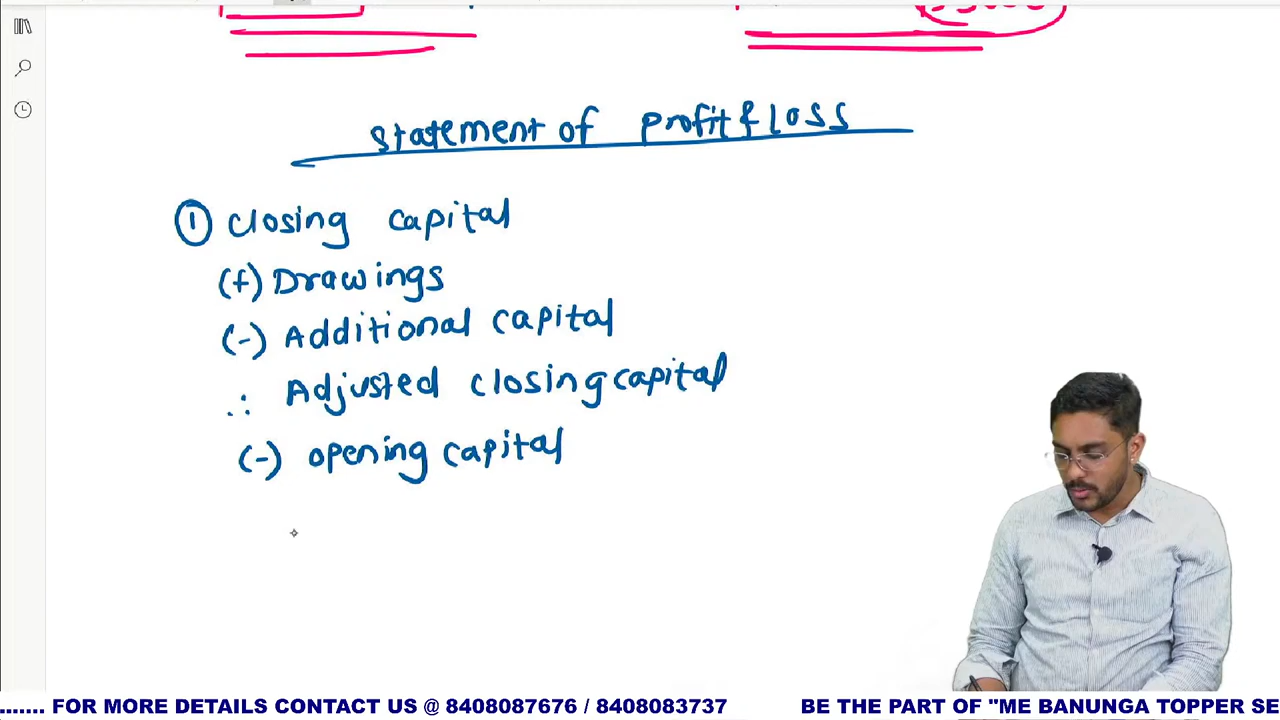 statement of profit & loss
① closing capital
(+) Drawings
(-) Additional capital
∴ Adjusted closing capital
(-) opening capital
....... FOR MORE DETAILS CONTACT US @ 8408087676 / 8408083737 BE THE PART OF "ME BANUNGA TOPPER SE